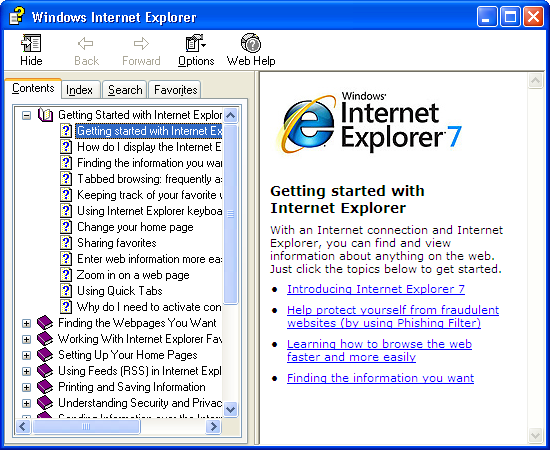 Windows Internet Explorer
Hide Back Forward Options Web Help
Contents Index Search Favorites
Getting Started with Internet Explor
Getting started with Internet Ex
How do I display the Internet E
Finding the information you wan
Tabbed browsing: frequently as
Keeping track of your favorite w
Using Internet Explorer keyboa
Change your home page
Sharing favorites
Enter web information more eas
Zoom in on a web page
Using Quick Tabs
Why do I need to activate con
Finding the Webpages You Want
Working With Internet Explorer Fav
Setting Up Your Home Pages
Using Feeds (RSS) in Internet Expl
Printing and Saving Information
Understanding Security and Privac
Sending Information over the Intern
Windows®
Internet
Explorer 7
Getting started with
Internet Explorer
With an Internet connection and Internet
Explorer, you can find and view
information about anything on the web.
Just click the topics below to get started.
Introducing Internet Explorer 7
Help protect yourself from fraudulent
websites (by using Phishing Filter)
Learning how to browse the web
faster and more easily
Finding the information you want